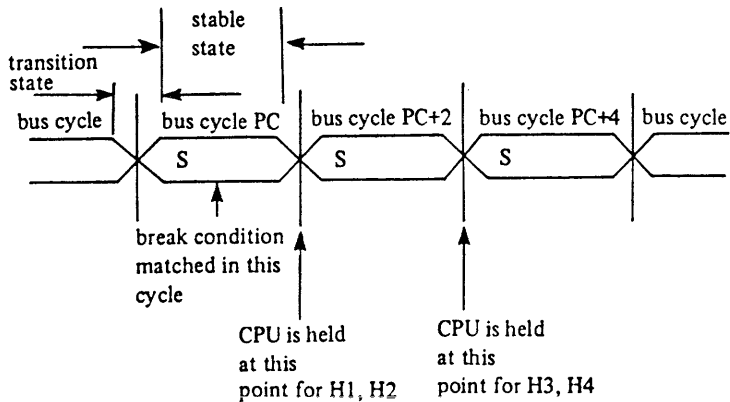 stable
state
transition
state
bus cycle
bus cycle PC
bus cycle PC+2
bus cycle PC+4
bus cycle
S
S
S
break condition
matched in this
cycle
CPU is held
at this
point for H1, H2
CPU is held
at this
point for H3, H4